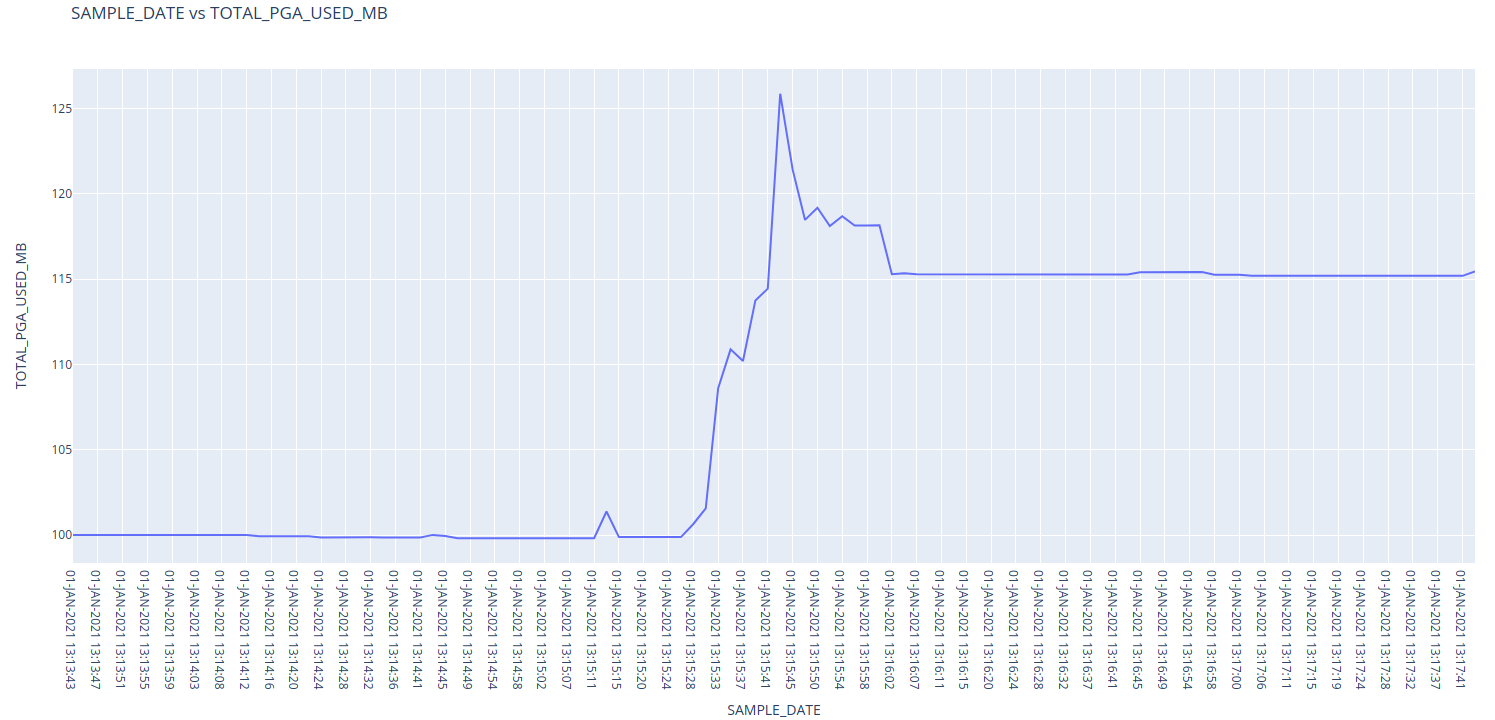 SAMPLE_DATE vs TOTAL_PGA_USED_MB
TOTAL_PGA_USED_MB
125
120
115
110
105
100
01-JAN-2021 13:13:43
01-JAN-2021 13:13:47
01-JAN-2021 13:13:51
01-JAN-2021 13:13:55
01-JAN-2021 13:13:59
01-JAN-2021 13:14:03
01-JAN-2021 13:14:08
01-JAN-2021 13:14:12
01-JAN-2021 13:14:16
01-JAN-2021 13:14:20
01-JAN-2021 13:14:24
01-JAN-2021 13:14:28
01-JAN-2021 13:14:32
01-JAN-2021 13:14:36
01-JAN-2021 13:14:41
01-JAN-2021 13:14:45
01-JAN-2021 13:14:49
01-JAN-2021 13:14:54
01-JAN-2021 13:14:58
01-JAN-2021 13:15:02
01-JAN-2021 13:15:07
01-JAN-2021 13:15:11
01-JAN-2021 13:15:15
01-JAN-2021 13:15:20
01-JAN-2021 13:15:24
01-JAN-2021 13:15:28
01-JAN-2021 13:15:33
01-JAN-2021 13:15:37
01-JAN-2021 13:15:41
01-JAN-2021 13:15:45
01-JAN-2021 13:15:50
01-JAN-2021 13:15:54
01-JAN-2021 13:15:58
01-JAN-2021 13:16:02
01-JAN-2021 13:16:07
01-JAN-2021 13:16:11
01-JAN-2021 13:16:15
01-JAN-2021 13:16:20
01-JAN-2021 13:16:24
01-JAN-2021 13:16:28
01-JAN-2021 13:16:32
01-JAN-2021 13:16:37
01-JAN-2021 13:16:41
01-JAN-2021 13:16:45
01-JAN-2021 13:16:49
01-JAN-2021 13:16:54
01-JAN-2021 13:16:58
01-JAN-2021 13:17:00
01-JAN-2021 13:17:06
01-JAN-2021 13:17:11
01-JAN-2021 13:17:15
01-JAN-2021 13:17:19
01-JAN-2021 13:17:24
01-JAN-2021 13:17:28
01-JAN-2021 13:17:32
01-JAN-2021 13:17:37
01-JAN-2021 13:17:41
SAMPLE_DATE